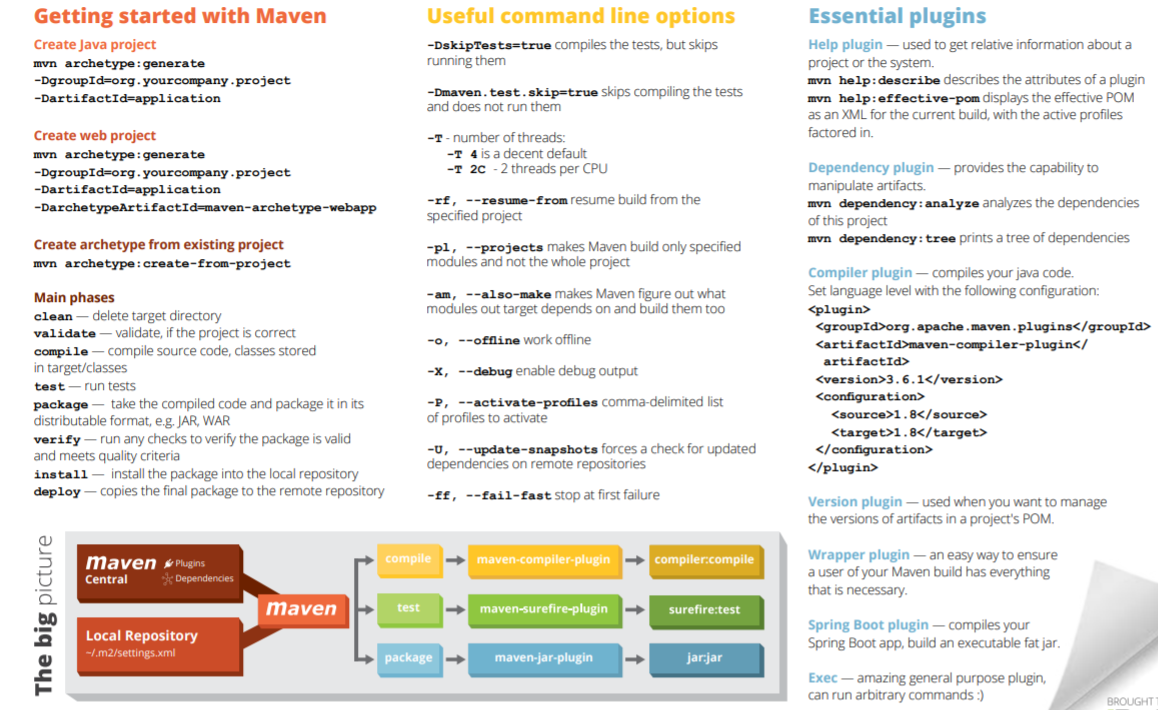 Getting started with Maven
Create Java project
mvn archetype:generate
-DgroupId=org.yourcompany.project
-DartifactId=application
Create web project
mvn archetype:generate
-DgroupId=org.yourcompany.project
-DartifactId=application
-DarchetypeArtifactId=maven-archetype-webapp
Create archetype from existing project
mvn archetype:create-from-project
Main phases
clean — delete target directory
validate — validate, if the project is correct
compile — compile source code, classes stored
in target/classes
test — run tests
package — take the compiled code and package it in its
distributable format, e.g. JAR, WAR
verify — run any checks to verify the package is valid
and meets quality criteria
install — install the package into the local repository
deploy — copies the final package to the remote repository
Useful command line options
-DskipTests=true compiles the tests, but skips
running them
-Dmaven.test.skip=true skips compiling the tests
and does not run them
-T - number of threads:
-T 4 is a decent default
-T 2C - 2 threads per CPU
-rf, --resume-from resume build from the
specified project
-pl, --projects makes Maven build only specified
modules and not the whole project
-am, --also-make makes Maven figure out what
modules out target depends on and build them too
-o, --offline work offline
-X, --debug enable debug output
-P, --activate-profiles comma-delimited list
of profiles to activate
-U, --update-snapshots forces a check for updated
dependencies on remote repositories
-ff, --fail-fast stop at first failure
Essential plugins
Help plugin — used to get relative information about a
project or the system.
mvn help:describe describes the attributes of a plugin
mvn help:effective-pom displays the effective POM
as an XML for the current build, with the active profiles
factored in.
Dependency plugin — provides the capability to
manipulate artifacts.
mvn dependency:analyze analyzes the dependencies
of this project
mvn dependency:tree prints a tree of dependencies
Compiler plugin — compiles your java code.
Set language level with the following configuration:
<plugin>
<groupId>org.apache.maven.plugins</groupId>
<artifactId>maven-compiler-plugin</
artifactId>
<version>3.6.1</version>
<configuration>
<source>1.8</source>
<target>1.8</target>
</configuration>
</plugin>
Version plugin — used when you want to manage
the versions of artifacts in a project's POM.
Wrapper plugin — an easy way to ensure
a user of your Maven build has everything
that is necessary.
Spring Boot plugin — compiles your
Spring Boot app, build an executable fat jar.
Exec — amazing general purpose plugin,
can run arbitrary commands :)
The big picture
maven
Central
Plugins
Dependencies
Local Repository
~/.m2/settings.xml
maven
compile
maven-compiler-plugin
compiler:compile
test
maven-surefire-plugin
surefire:test
package
maven-jar-plugin
jar:jar
BROUGHT